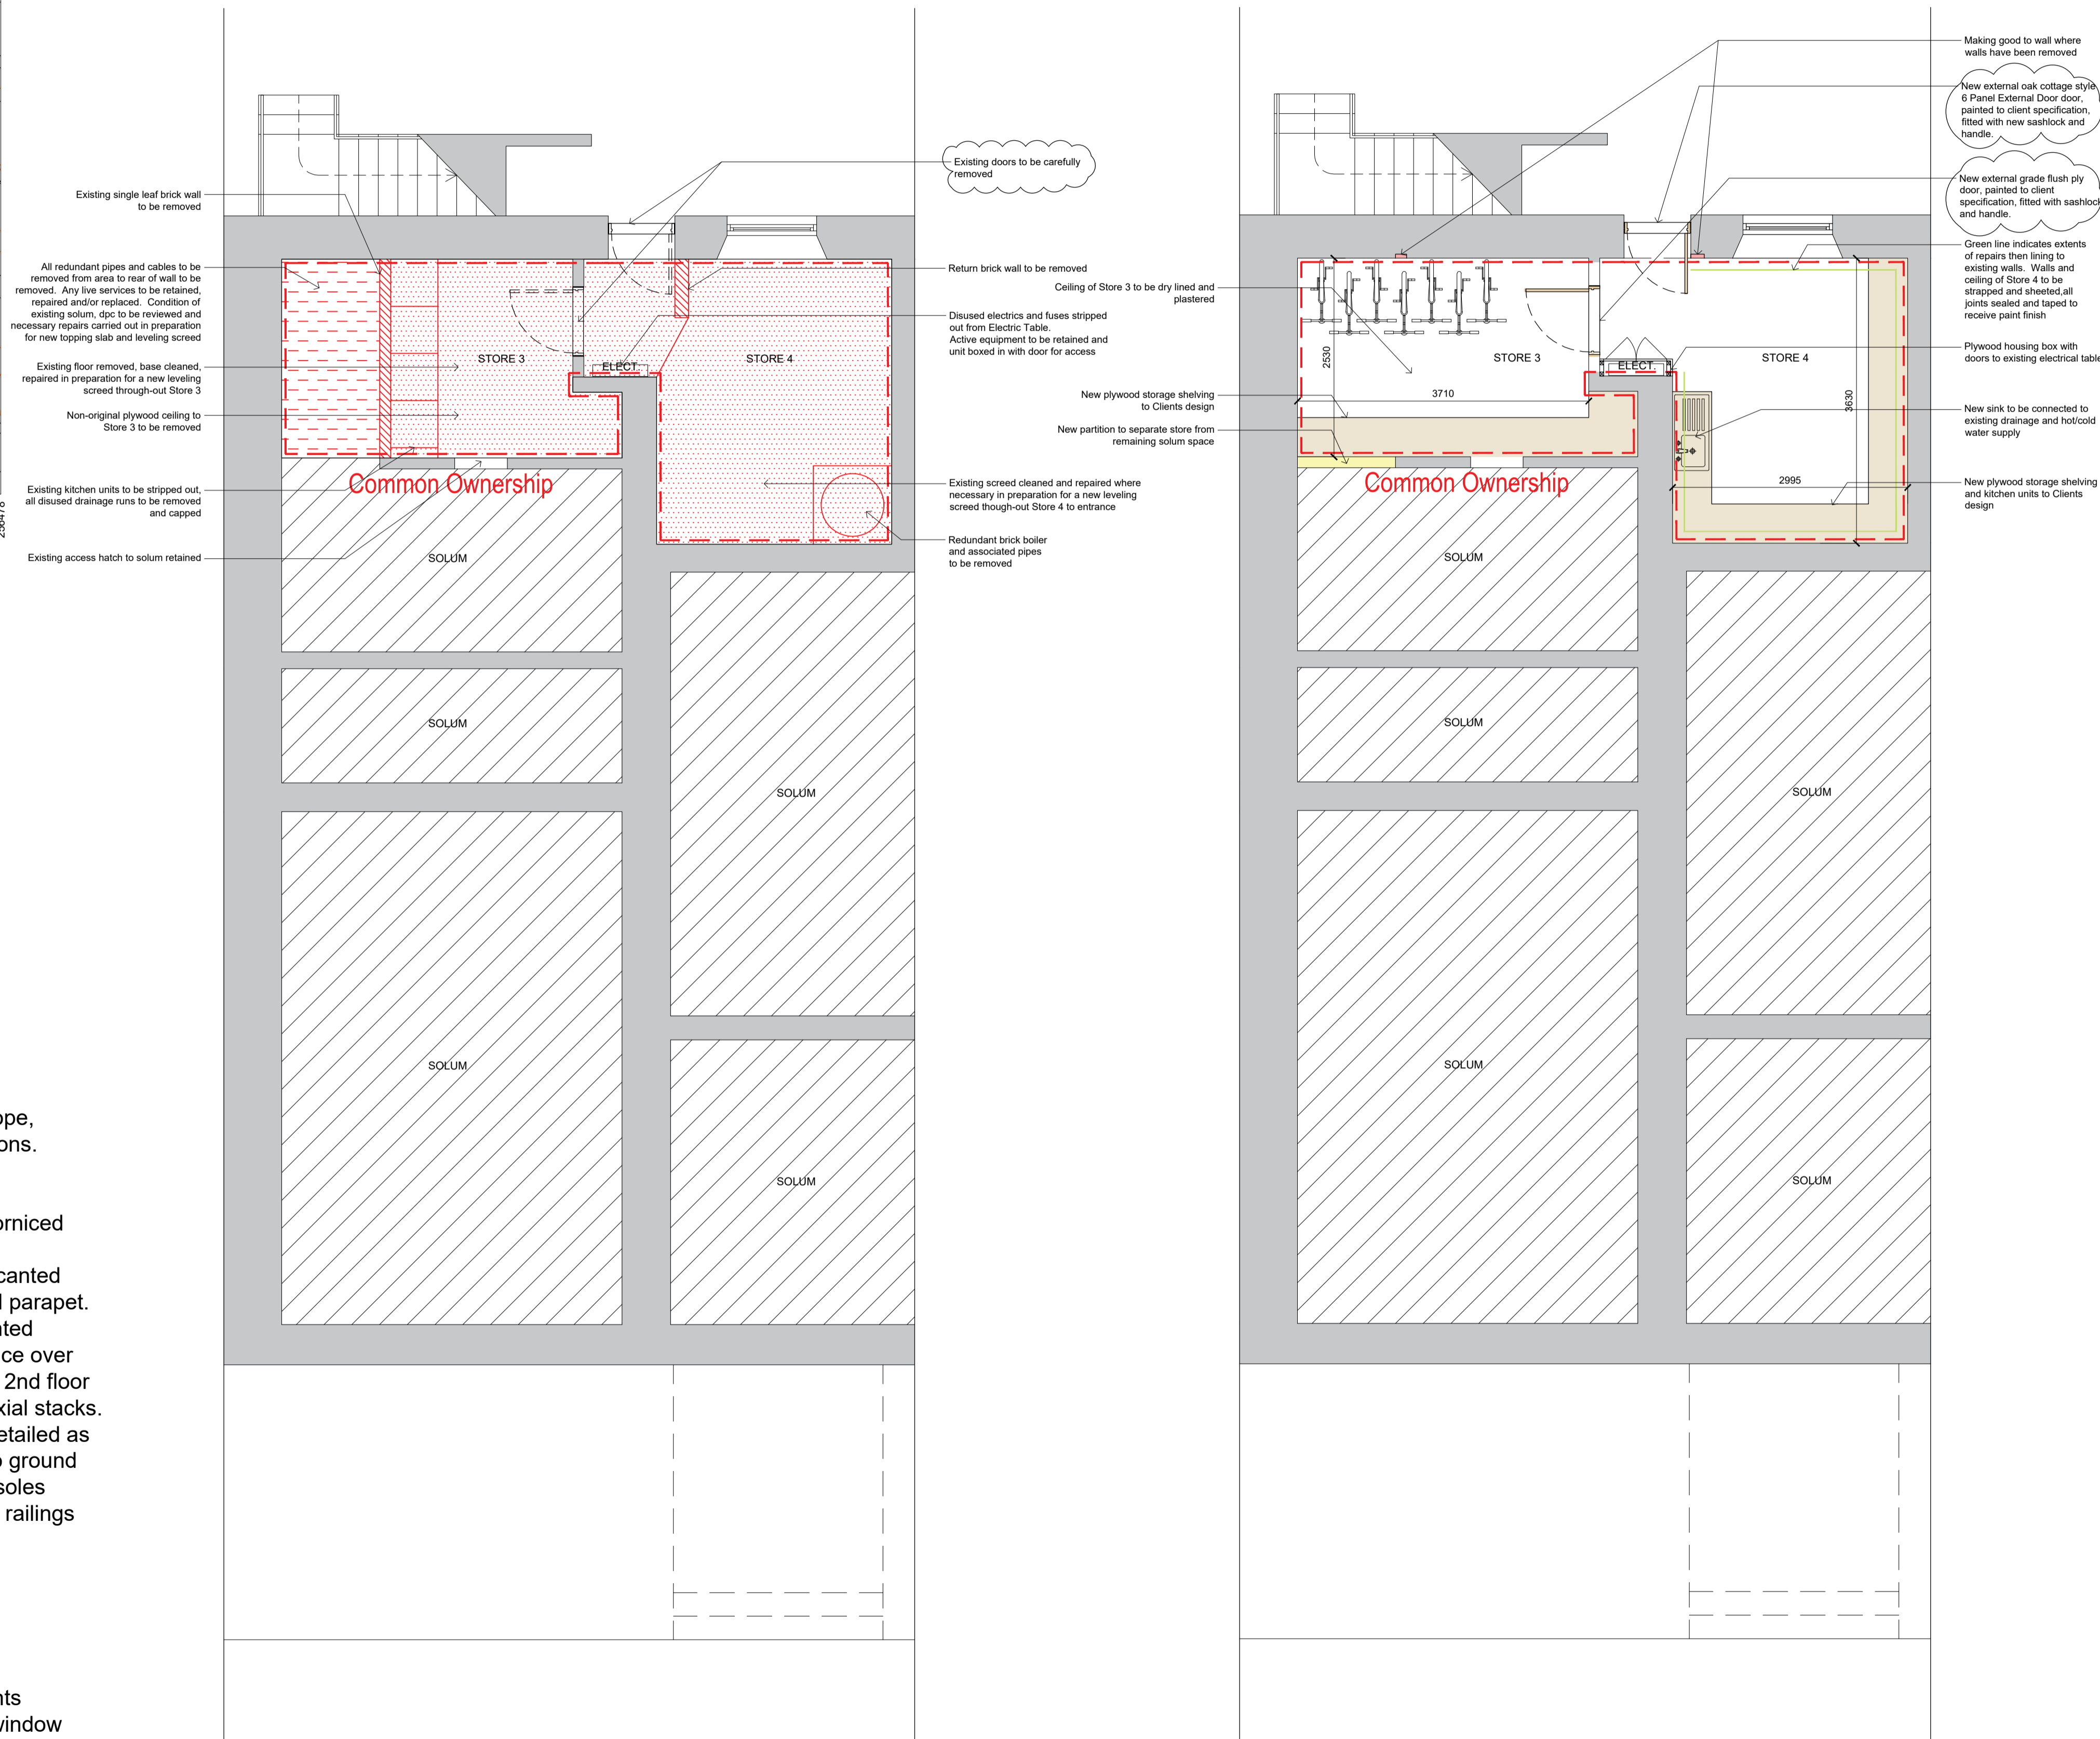 Existing single leaf brick wall
to be removed
All redundant pipes and cables to be
removed from area to rear of wall to be
removed. Any live services to be retained,
repaired and/or replaced. Condition of
existing solum, dpc to be reviewed and
necessary repairs carried out in preparation
for new topping slab and leveling screed
Existing floor removed, base cleaned,
repaired in preparation for a new leveling
screed through-out Store 3
Non-original plywood ceiling to
Store 3 to be removed
Existing kitchen units to be stripped out,
all disused drainage runs to be removed
and capped
Existing access hatch to solum retained
256478
ope,
ons.
orniced
canted
d parapet.
nted
ice over
2nd floor
xial stacks.
etailed as
o ground
soles
railings
nts
window
STORE 3
ELECT.
STORE 4
Common Ownership
SOLUM
SOLUM
SOLUM
SOLUM
SOLUM
Existing doors to be carefully
removed
Return brick wall to be removed
Disused electrics and fuses stripped
out from Electric Table.
Active equipment to be retained and
unit boxed in with door for access
Existing screed cleaned and repaired where
necessary in preparation for a new leveling
screed though-out Store 4 to entrance
Redundant brick boiler
and associated pipes
to be removed
Ceiling of Store 3 to be dry lined and
plastered
New plywood storage shelving
to Clients design
New partition to separate store from
remaining solum space
2530
STORE 3
3710
ELECT.
STORE 4
3630
2995
Common Ownership
SOLUM
SOLUM
SOLUM
SOLUM
SOLUM
Making good to wall where
walls have been removed
New external oak cottage style
6 Panel External Door door,
painted to client specification,
fitted with new sashlock and
handle.
New external grade flush ply
door, painted to client
specification, fitted with sashlock
and handle.
Green line indicates extents
of repairs then lining to
existing walls. Walls and
ceiling of Store 4 to be
strapped and sheeted,all
joints sealed and taped to
receive paint finish
Plywood housing box with
doors to existing electrical table
New sink to be connected to
existing drainage and hot/cold
water supply
New plywood storage shelving
and kitchen units to Clients
design